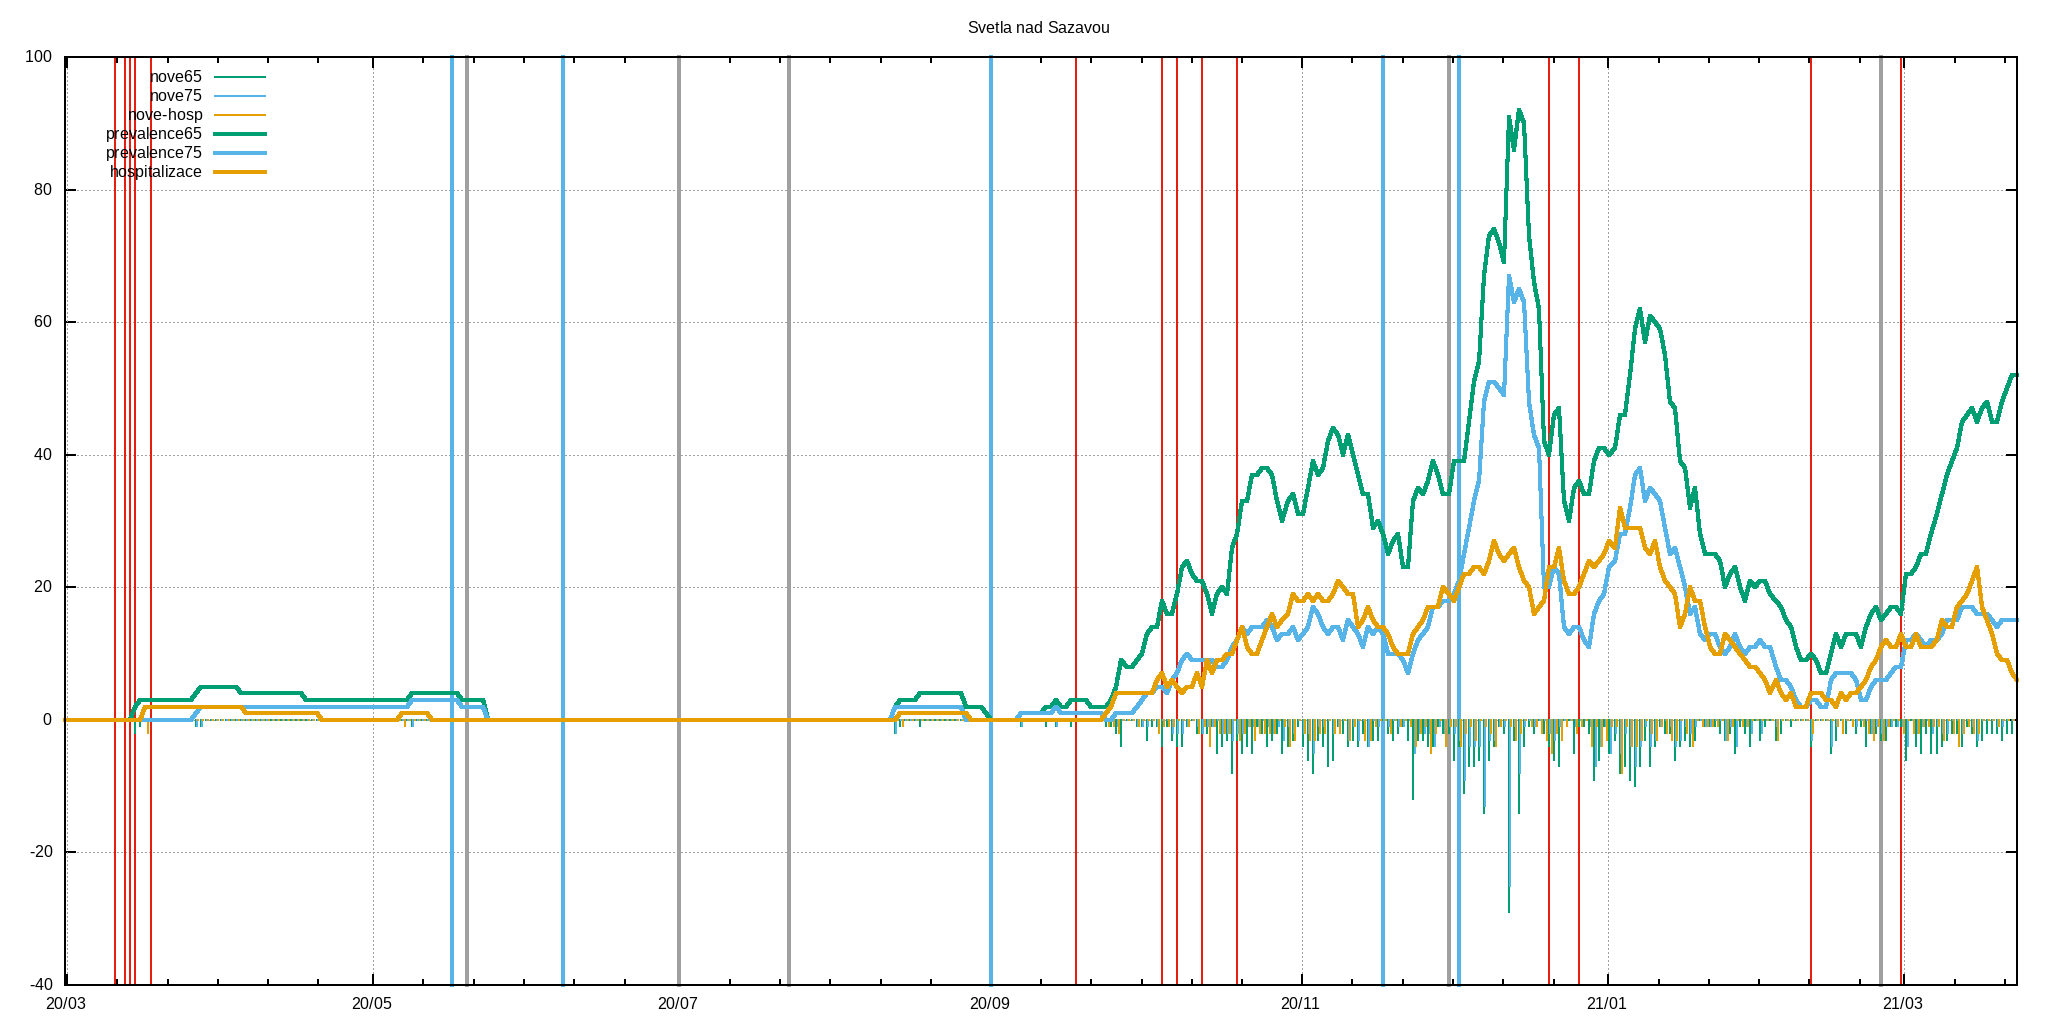 Svetla nad Sazavou
100
80
60
40
20
0
-20
-40
nove65
nove75
nove-hosp
prevalence65
prevalence75
hospitalizace
20/03 20/05 20/07 20/09 20/11 21/01 21/03